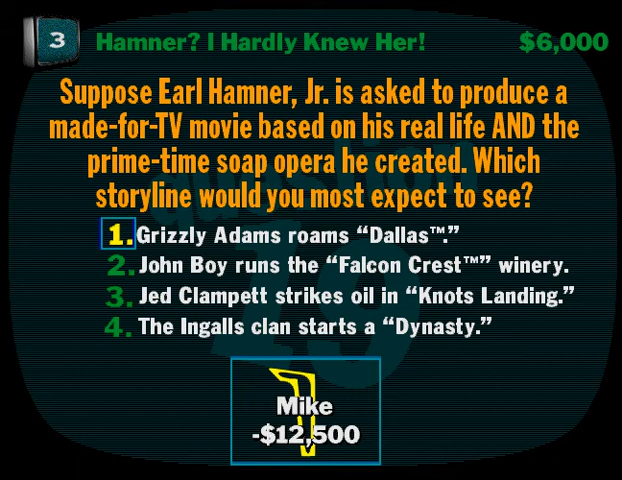 3 Hamner? I Hardly Knew Her! $6,000
Suppose Earl Hamner, Jr. is asked to produce a
made-for-TV movie based on his real life AND the
prime-time soap opera he created. Which
storyline would you most expect to see?
1. Grizzly Adams roams “Dallas™.”
2. John Boy runs the “Falcon Crest™” winery.
3. Jed Clampett strikes oil in “Knots Landing.”
4. The Ingalls clan starts a “Dynasty.”
question
19
1
Mike
-$12,500